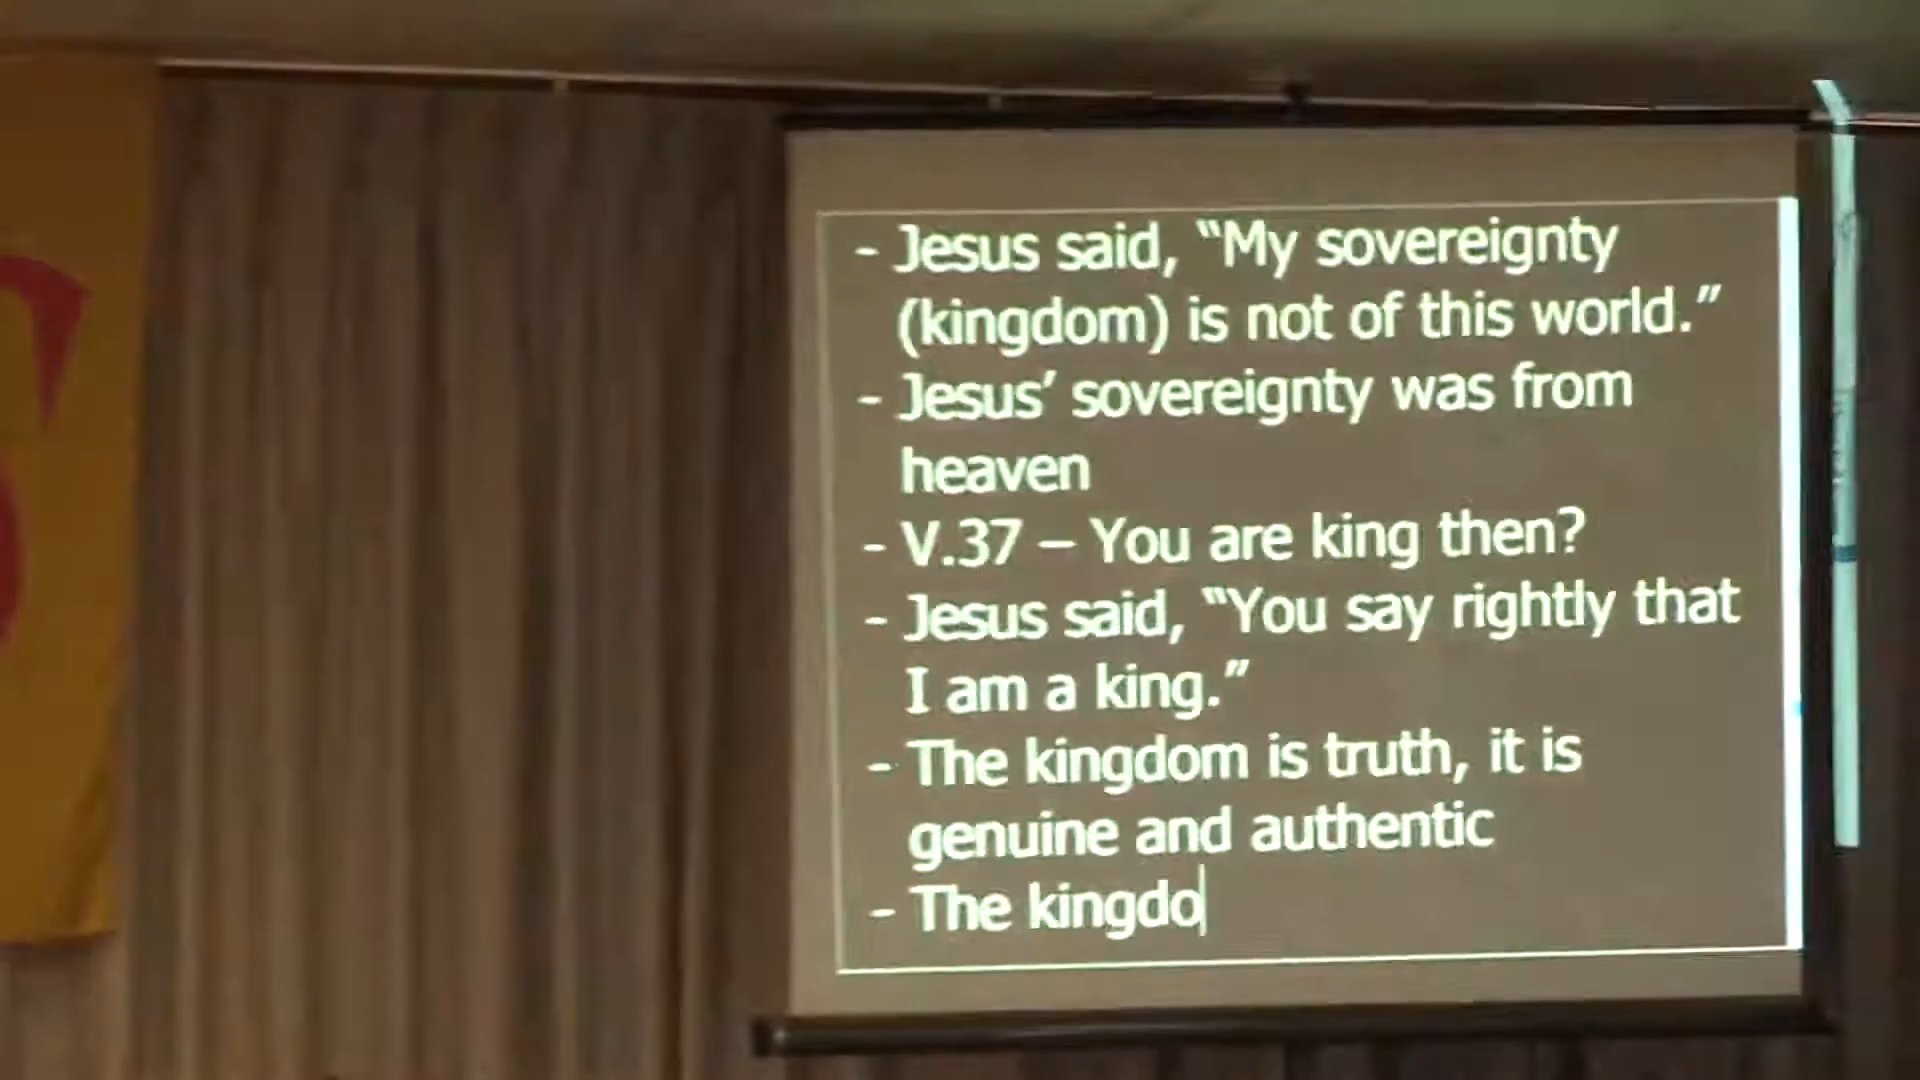 - Jesus said, “My sovereignty
(kingdom) is not of this world.”
- Jesus’ sovereignty was from
heaven
- V.37 – You are king then?
- Jesus said, “You say rightly that
I am a king.”
- The kingdom is truth, it is
genuine and authentic
- The kingdo